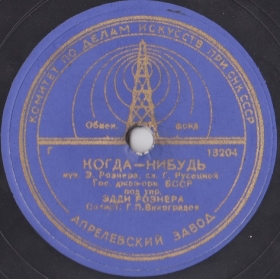 КОМИТЕТ ПО ДЕЛАМ ИСКУССТВ ПРИ СНК СССР
Обмен. фонд
Г 13204
КОГДА—НИБУДЬ
муз. Э. Рознера, сл. Г. Русецкой
Гос. джаз-орк. БССР
под упр.
ЭДДИ РОЗНЕРА
Солист: Г. П. Виноградов
АПРЕЛЕВСКИЙ ЗАВОД